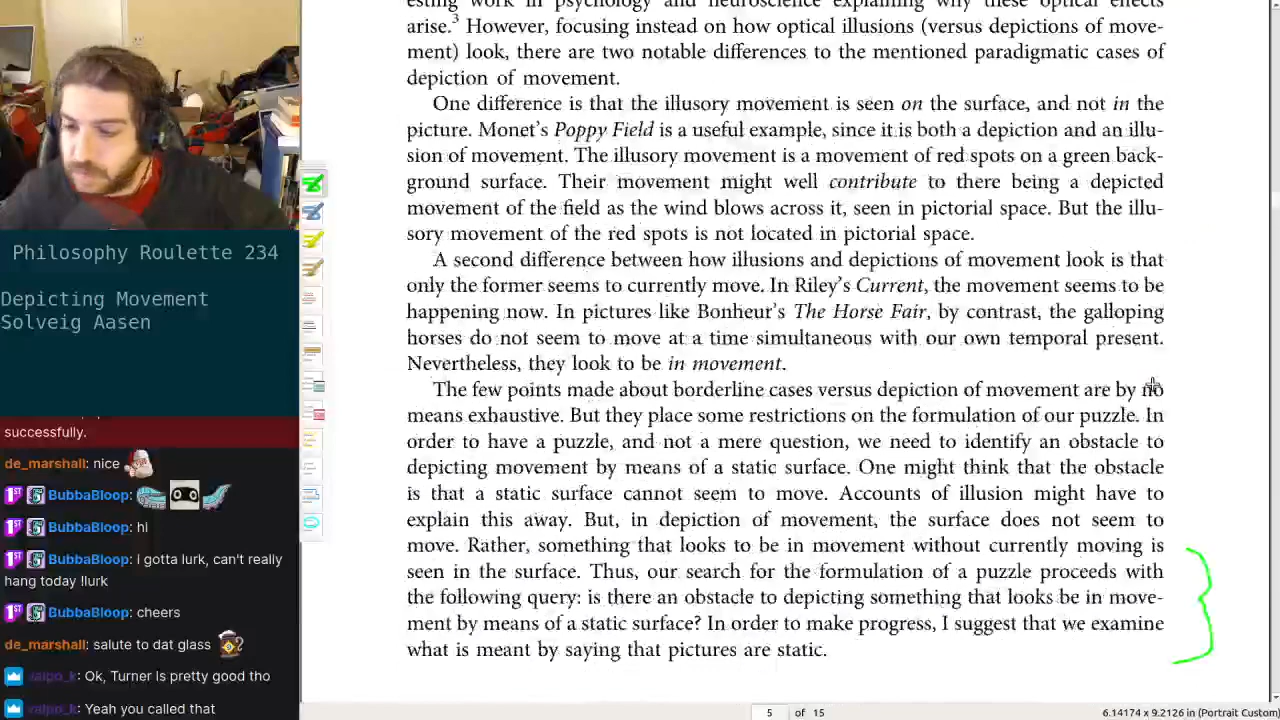 esting work in psychology and neuroscience explaining why these optical effects
arise.3 However, focusing instead on how optical illusions (versus depictions of move-
ment) look, there are two notable differences to the mentioned paradigmatic cases of
depiction of movement.
One difference is that the illusory movement is seen on the surface, and not in the
picture. Monet's Poppy Field is a useful example, since it is both a depiction and an illu-
sion of movement. The illusory movement is a movement of red spots on a green back-
ground surface. Their movement might well contribute to there being a depicted
movement of the field as the wind blows across it, seen in pictorial space. But the illu-
sory movement of the red spots is not located in pictorial space.
A second difference between how illusions and depictions of movement look is that
only the former seems to currently move. In Riley's Current, the movement seems to be
happening now. In pictures like Bonheur's The Horse Fair, by contrast, the galloping
horses do not seem to move at a time simultaneous with our own temporal present.
Nevertheless, they look to be in movement.
The few points made about borderline cases versus depiction of movement are by no
means exhaustive. But they place some restriction on the formulation of our puzzle. In
order to have a puzzle, and not a mere question, we need to identify an obstacle to
depicting movement by means of a static surface. One might think that the obstacle
is that a static surface cannot seem to move. Accounts of illusion might have to
explain this away. But in depiction of movement, the surface does not seem to
move. Rather, something that looks to be in movement without currently moving is
seen in the surface. Thus, our search for the formulation of a puzzle proceeds with
the following query: is there an obstacle to depicting something that looks be in move-
ment by means of a static surface? In order to make progress, I suggest that we examine
what is meant by saying that pictures are static.
Philosophy Roulette 234
Depicting Movement
Solveig Aasen
successfully.
de_marshall: nice
BubbaBloop:
BubbaBloop: hi
BubbaBloop: I gotta lurk, can't really
hang today !lurk
BubbaBloop: cheers
de_marshall: salute to dat glass
valpo_k: Ok, Turner is pretty good tho
valpo_k: Yeah you called that
5 of 15
6.14174 x 9.2126 in (Portrait Custom)